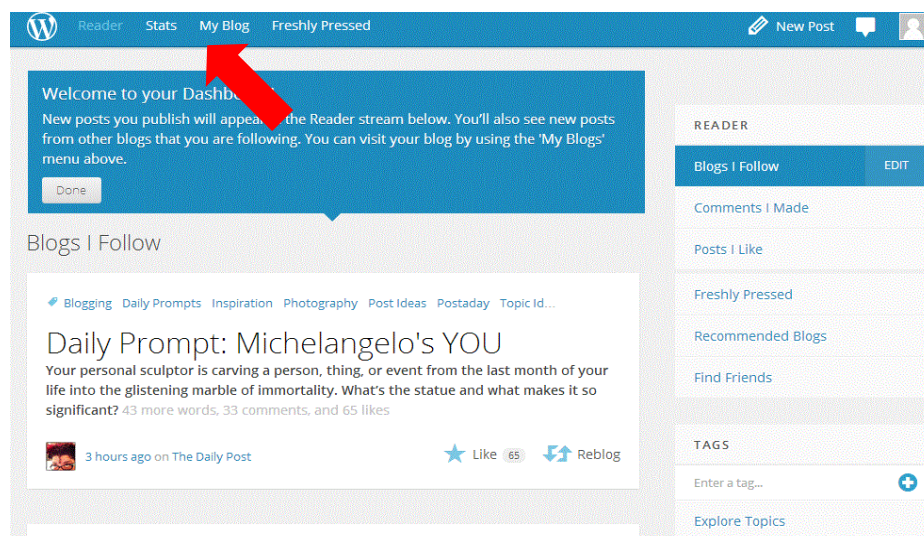 Reader Stats My Blog Freshly Pressed New Post
Welcome to your
New posts you publish will appear the Reader stream below. You'll also see new posts
from other blogs that you are following. You can visit your blog by using the 'My Blogs'
menu above.
Done
Blogs I Follow
Blogging Daily Prompts Inspiration Photography Post Ideas Postaday Topic Id...
Daily Prompt: Michelangelo's YOU
Your personal sculptor is carving a person, thing, or event from the last month of your
life into the glistening marble of immortality. What's the statue and what makes it so
significant? 43 more words, 33 comments, and 65 likes
3 hours ago on The Daily Post
Like 65 Reblog
READER
Blogs I Follow EDIT
Comments I Made
Posts I Like
Freshly Pressed
Recommended Blogs
Find Friends
TAGS
Enter a tag...
Explore Topics